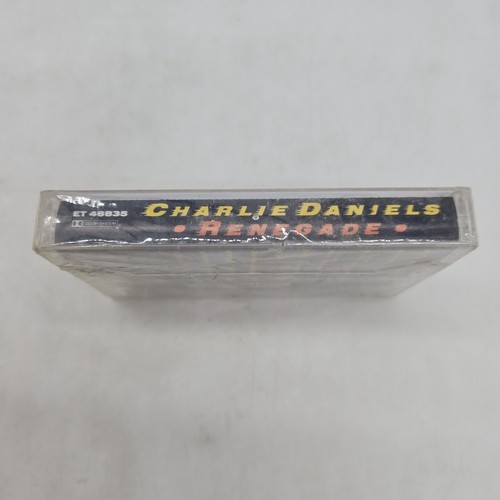 ET 46835 CHARLIE DANIELS
• RENEGADE •